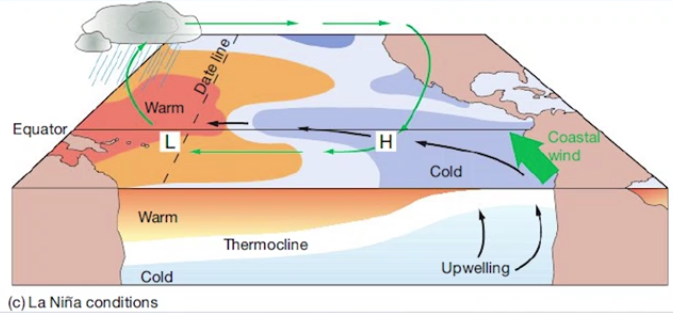 Date line
Warm
Equator
L
H
Coastal
wind
Cold
Warm
Thermocline
Upwelling
Cold
(c) La Niña conditions